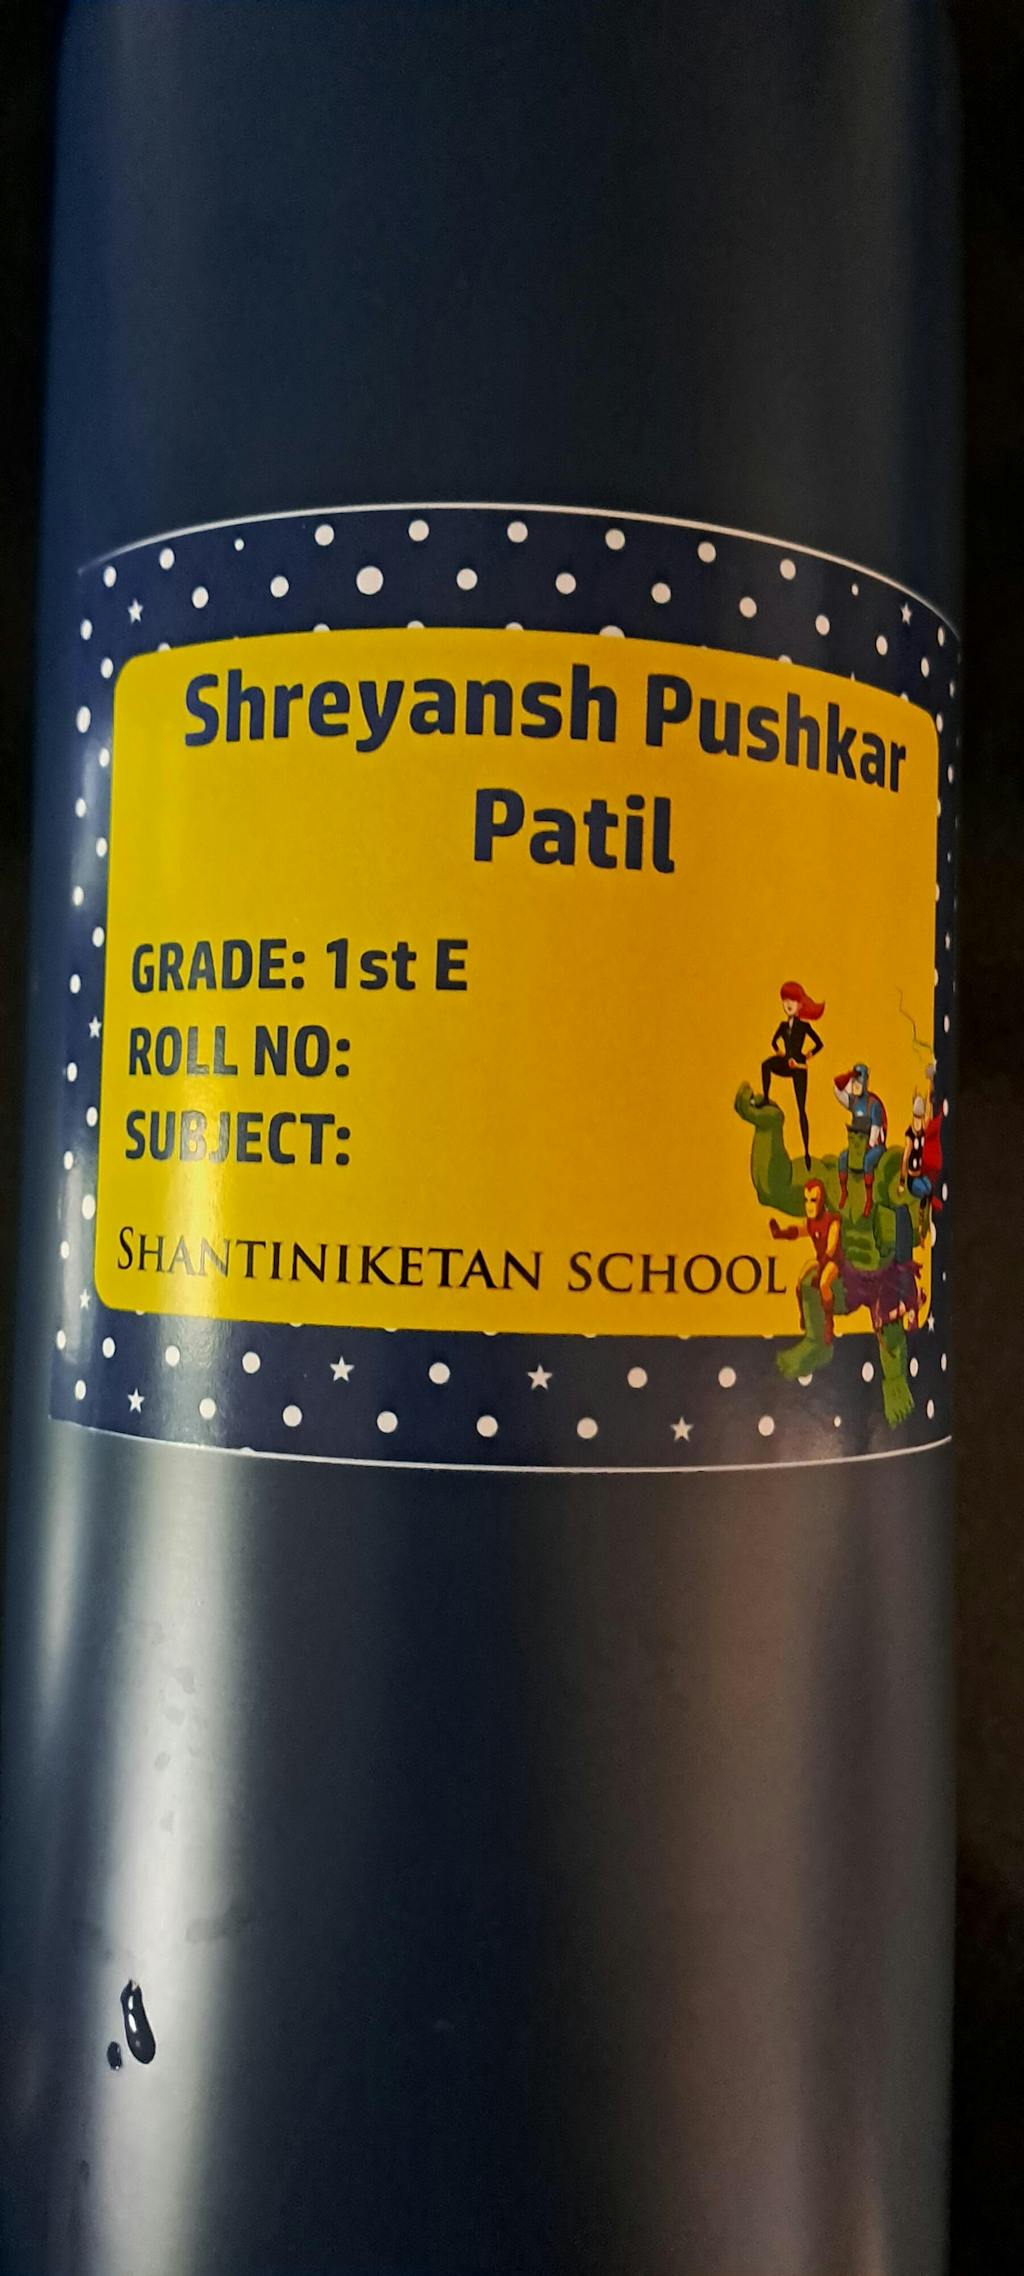 Shreyansh Pushkar
Patil
GRADE: 1st E
ROLL NO:
SUBJECT:
SHANTINIKETAN SCHOOL